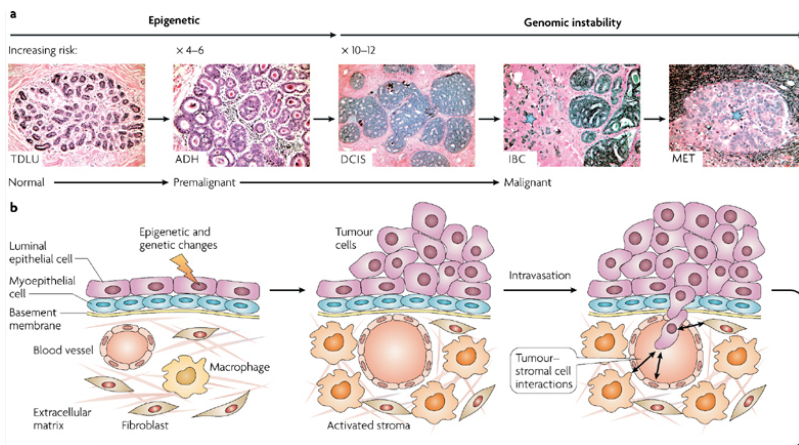 a
Epigenetic
Genomic instability
Increasing risk:
× 4–6
× 10–12
TDLU
ADH
DCIS
IBC
MET
Normal
Premalignant
Malignant
b
Luminal
epithelial cell
Myoepithelial
cell
Basement
membrane
Epigenetic and
genetic changes
Blood vessel
Macrophage
Extracellular
matrix
Fibroblast
Tumour
cells
Activated stroma
Intravasation
Tumour–
stromal cell
interactions